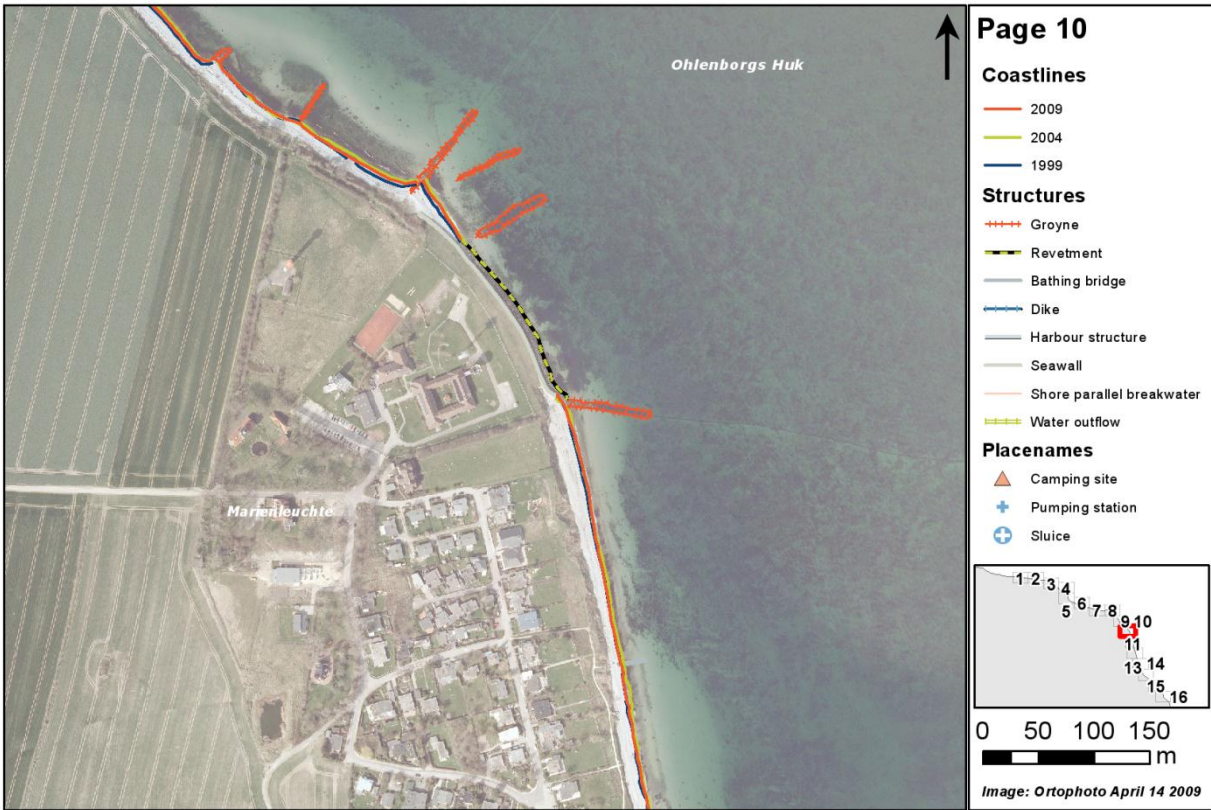 Ohlenborgs Huk
Marienleuchte
Page 10
Coastlines
2009
2004
1999
Structures
Groyne
Revetment
Bathing bridge
Dike
Harbour structure
Seawall
Shore parallel breakwater
Water outflow
Placenames
Camping site
Pumping station
Sluice
1 2 3 4
5 6 7 8
9 10
11
13 14
15 16
0 50 100 150
m
Image: Ortophoto April 14 2009